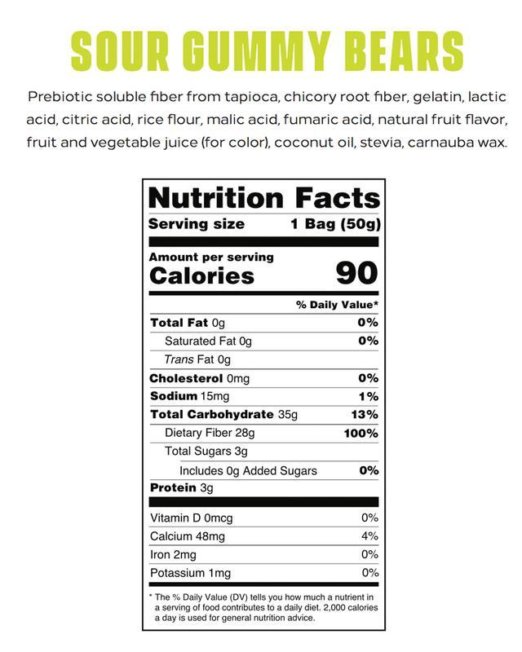 SOUR GUMMY BEARS
Prebiotic soluble fiber from tapioca, chicory root fiber, gelatin, lactic
acid, citric acid, rice flour, malic acid, fumaric acid, natural fruit flavor,
fruit and vegetable juice (for color), coconut oil, stevia, carnauba wax.
Nutrition Facts
Serving size 1 Bag (50g)
Amount per serving
Calories 90
% Daily Value*
Total Fat 0g 0%
Saturated Fat 0g 0%
Trans Fat 0g
Cholesterol 0mg 0%
Sodium 15mg 1%
Total Carbohydrate 35g 13%
Dietary Fiber 28g 100%
Total Sugars 3g
Includes 0g Added Sugars 0%
Protein 3g
Vitamin D 0mcg 0%
Calcium 48mg 4%
Iron 2mg 0%
Potassium 1mg 0%
* The % Daily Value (DV) tells you how much a nutrient in
a serving of food contributes to a daily diet. 2,000 calories
a day is used for general nutrition advice.